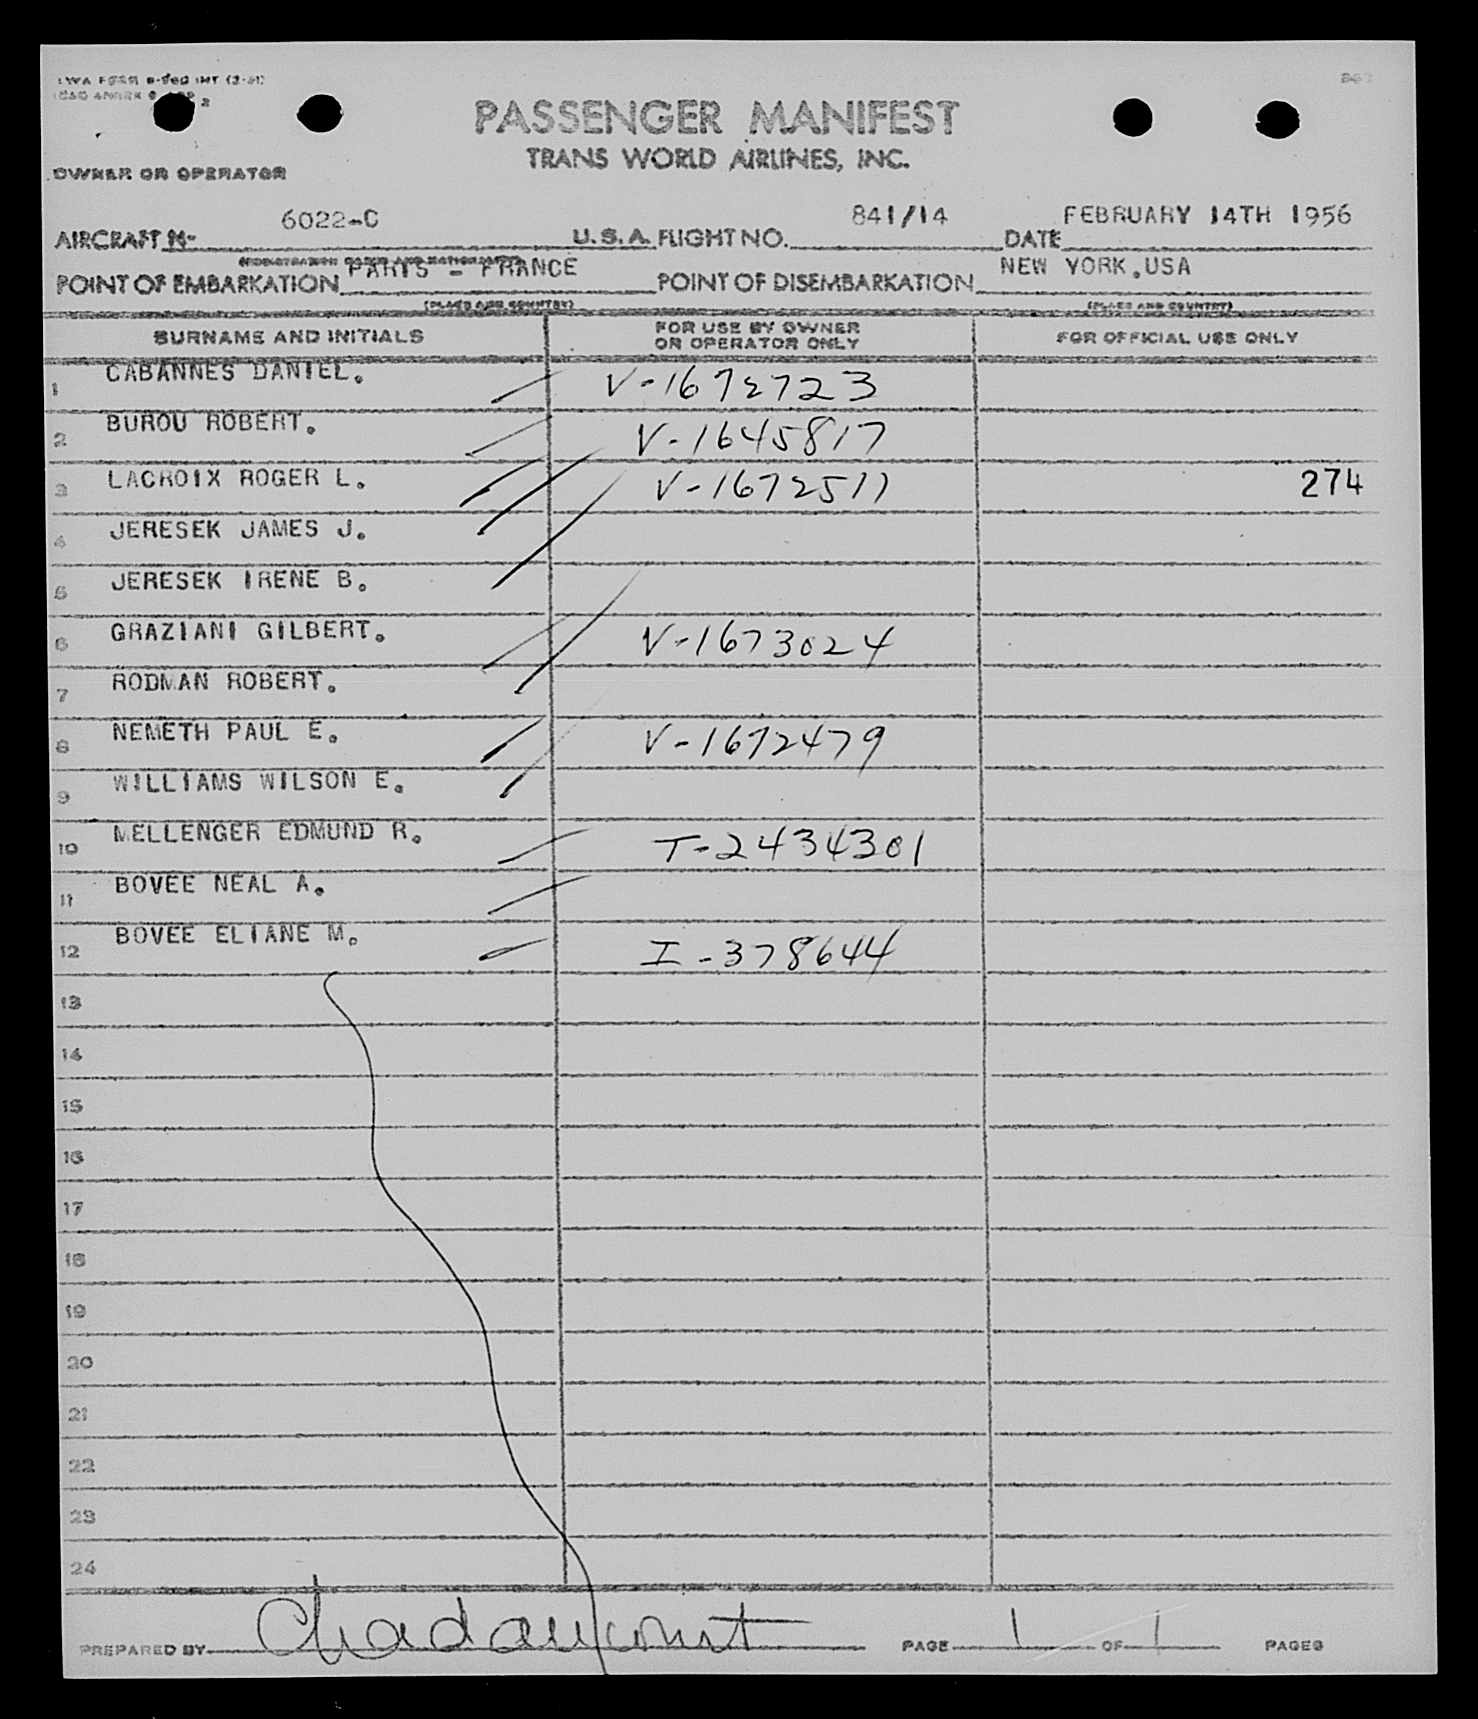 TWA FORM
PASSENGER MANIFEST
TRANS WORLD AIRLINES, INC.
OWNER OR OPERATOR
AIRCRAFT N- 6022-C U.S.A. FLIGHT NO. 841/14 DATE FEBRUARY 14TH 1956
POINT OF EMBARKATION PARIS - FRANCE POINT OF DISEMBARKATION NEW YORK.USA
(PLACE AND COUNTRY) (PLACE AND COUNTRY)
SURNAME AND INITIALS FOR USE BY OWNER OR OPERATOR ONLY FOR OFFICIAL USE ONLY
1 CABANNES DANIEL. V-1672723
2 BUROU ROBERT. V-1645817
3 LACROIX ROGER L. V-1672511 274
4 JERESEK JAMES J.
5 JERESEK IRENE B.
6 GRAZIANI GILBERT. V-1673024
7 RODMAN ROBERT.
8 NEMETH PAUL E. V-1672479
9 WILLIAMS WILSON E.
10 MELLENGER EDMUND R. T-2434301
11 BOVEE NEAL A.
12 BOVEE ELIANE M. I-378644
13
14
15
16
17
18
19
20
21
22
23
24
PREPARED BY PAGE 1 OF 1 PAGES